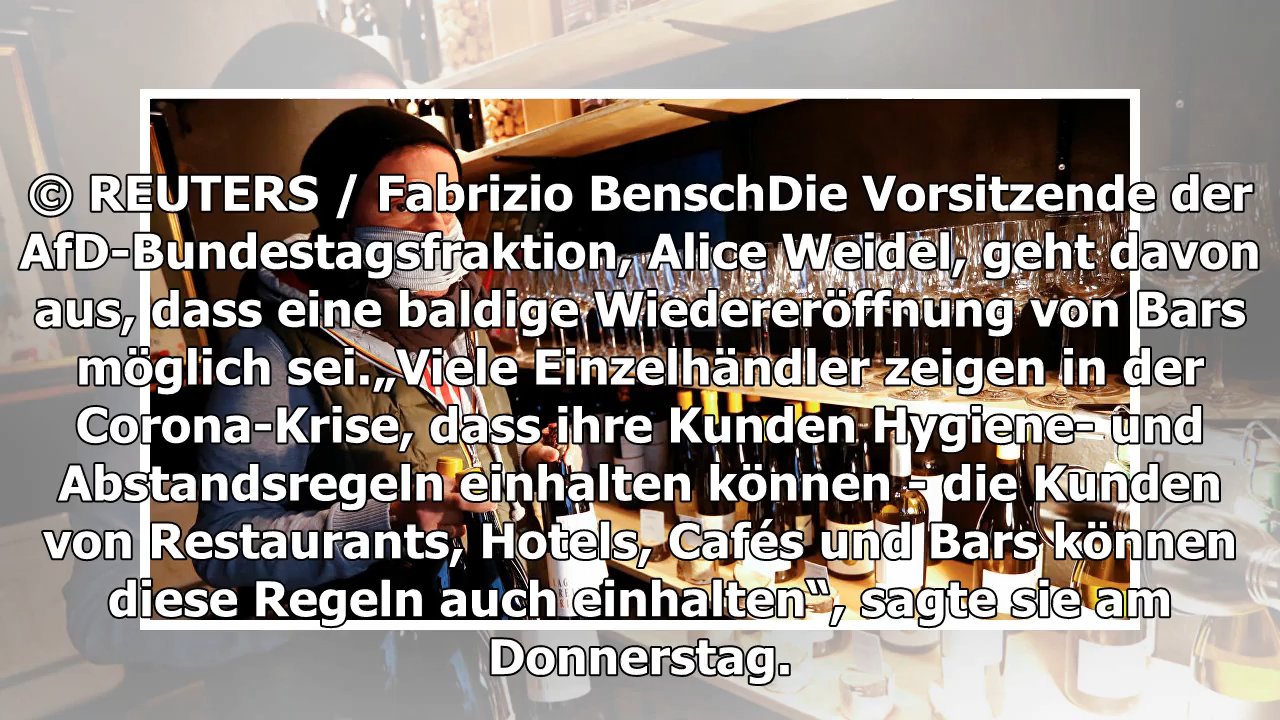 © REUTERS / Fabrizio BenschDie Vorsitzende der
AfD-Bundestagsfraktion, Alice Weidel, geht davon
aus, dass eine baldige Wiedereröffnung von Bars
möglich sei.„Viele Einzelhändler zeigen in der
Corona-Krise, dass ihre Kunden Hygiene- und
Abstandsregeln einhalten können - die Kunden
von Restaurants, Hotels, Cafés und Bars können
diese Regeln auch einhalten“, sagte sie am
Donnerstag.